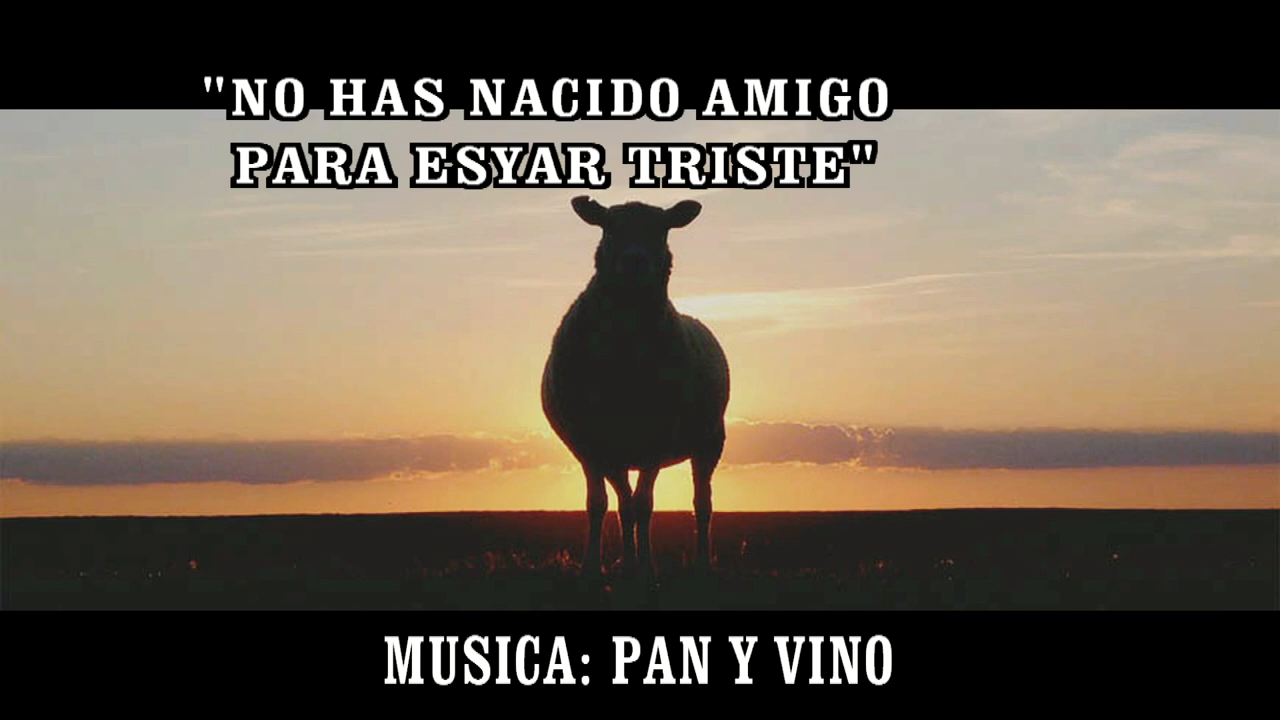 "NO HAS NACIDO AMIGO
PARA ESYAR TRISTE"
MUSICA: PAN Y VINO